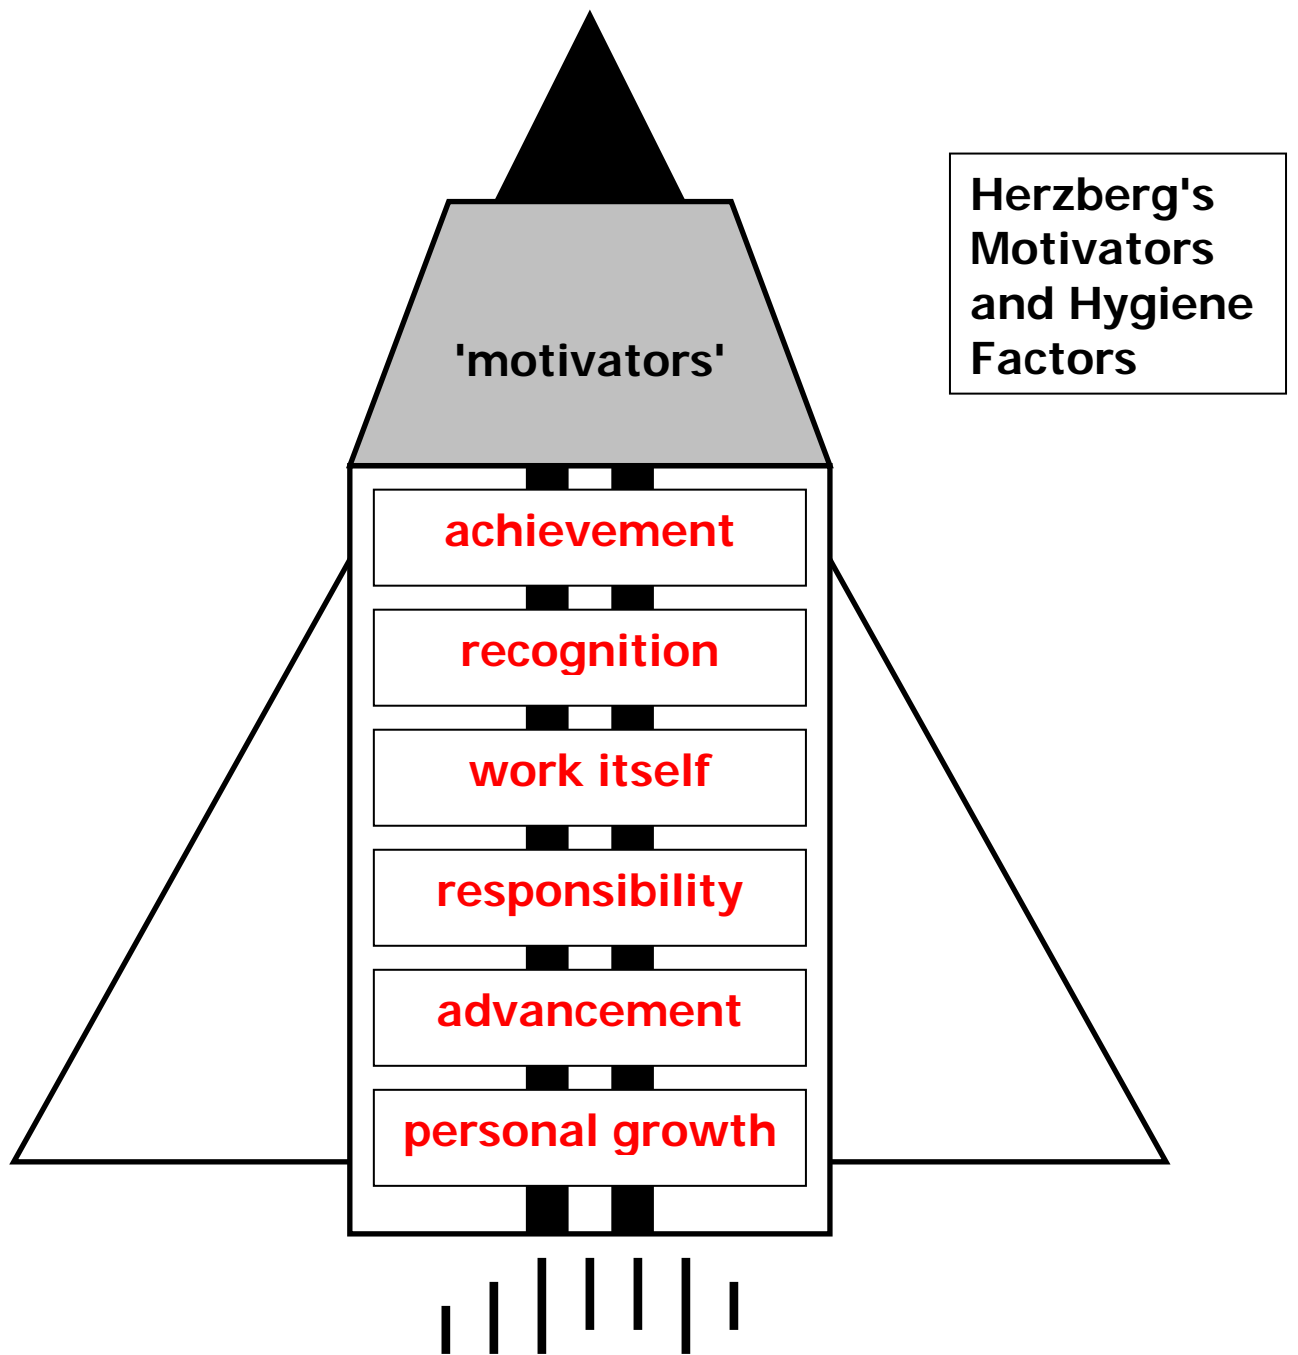 Herzberg's
Motivators
and Hygiene
Factors
'motivators'
achievement
recognition
work itself
responsibility
advancement
personal growth